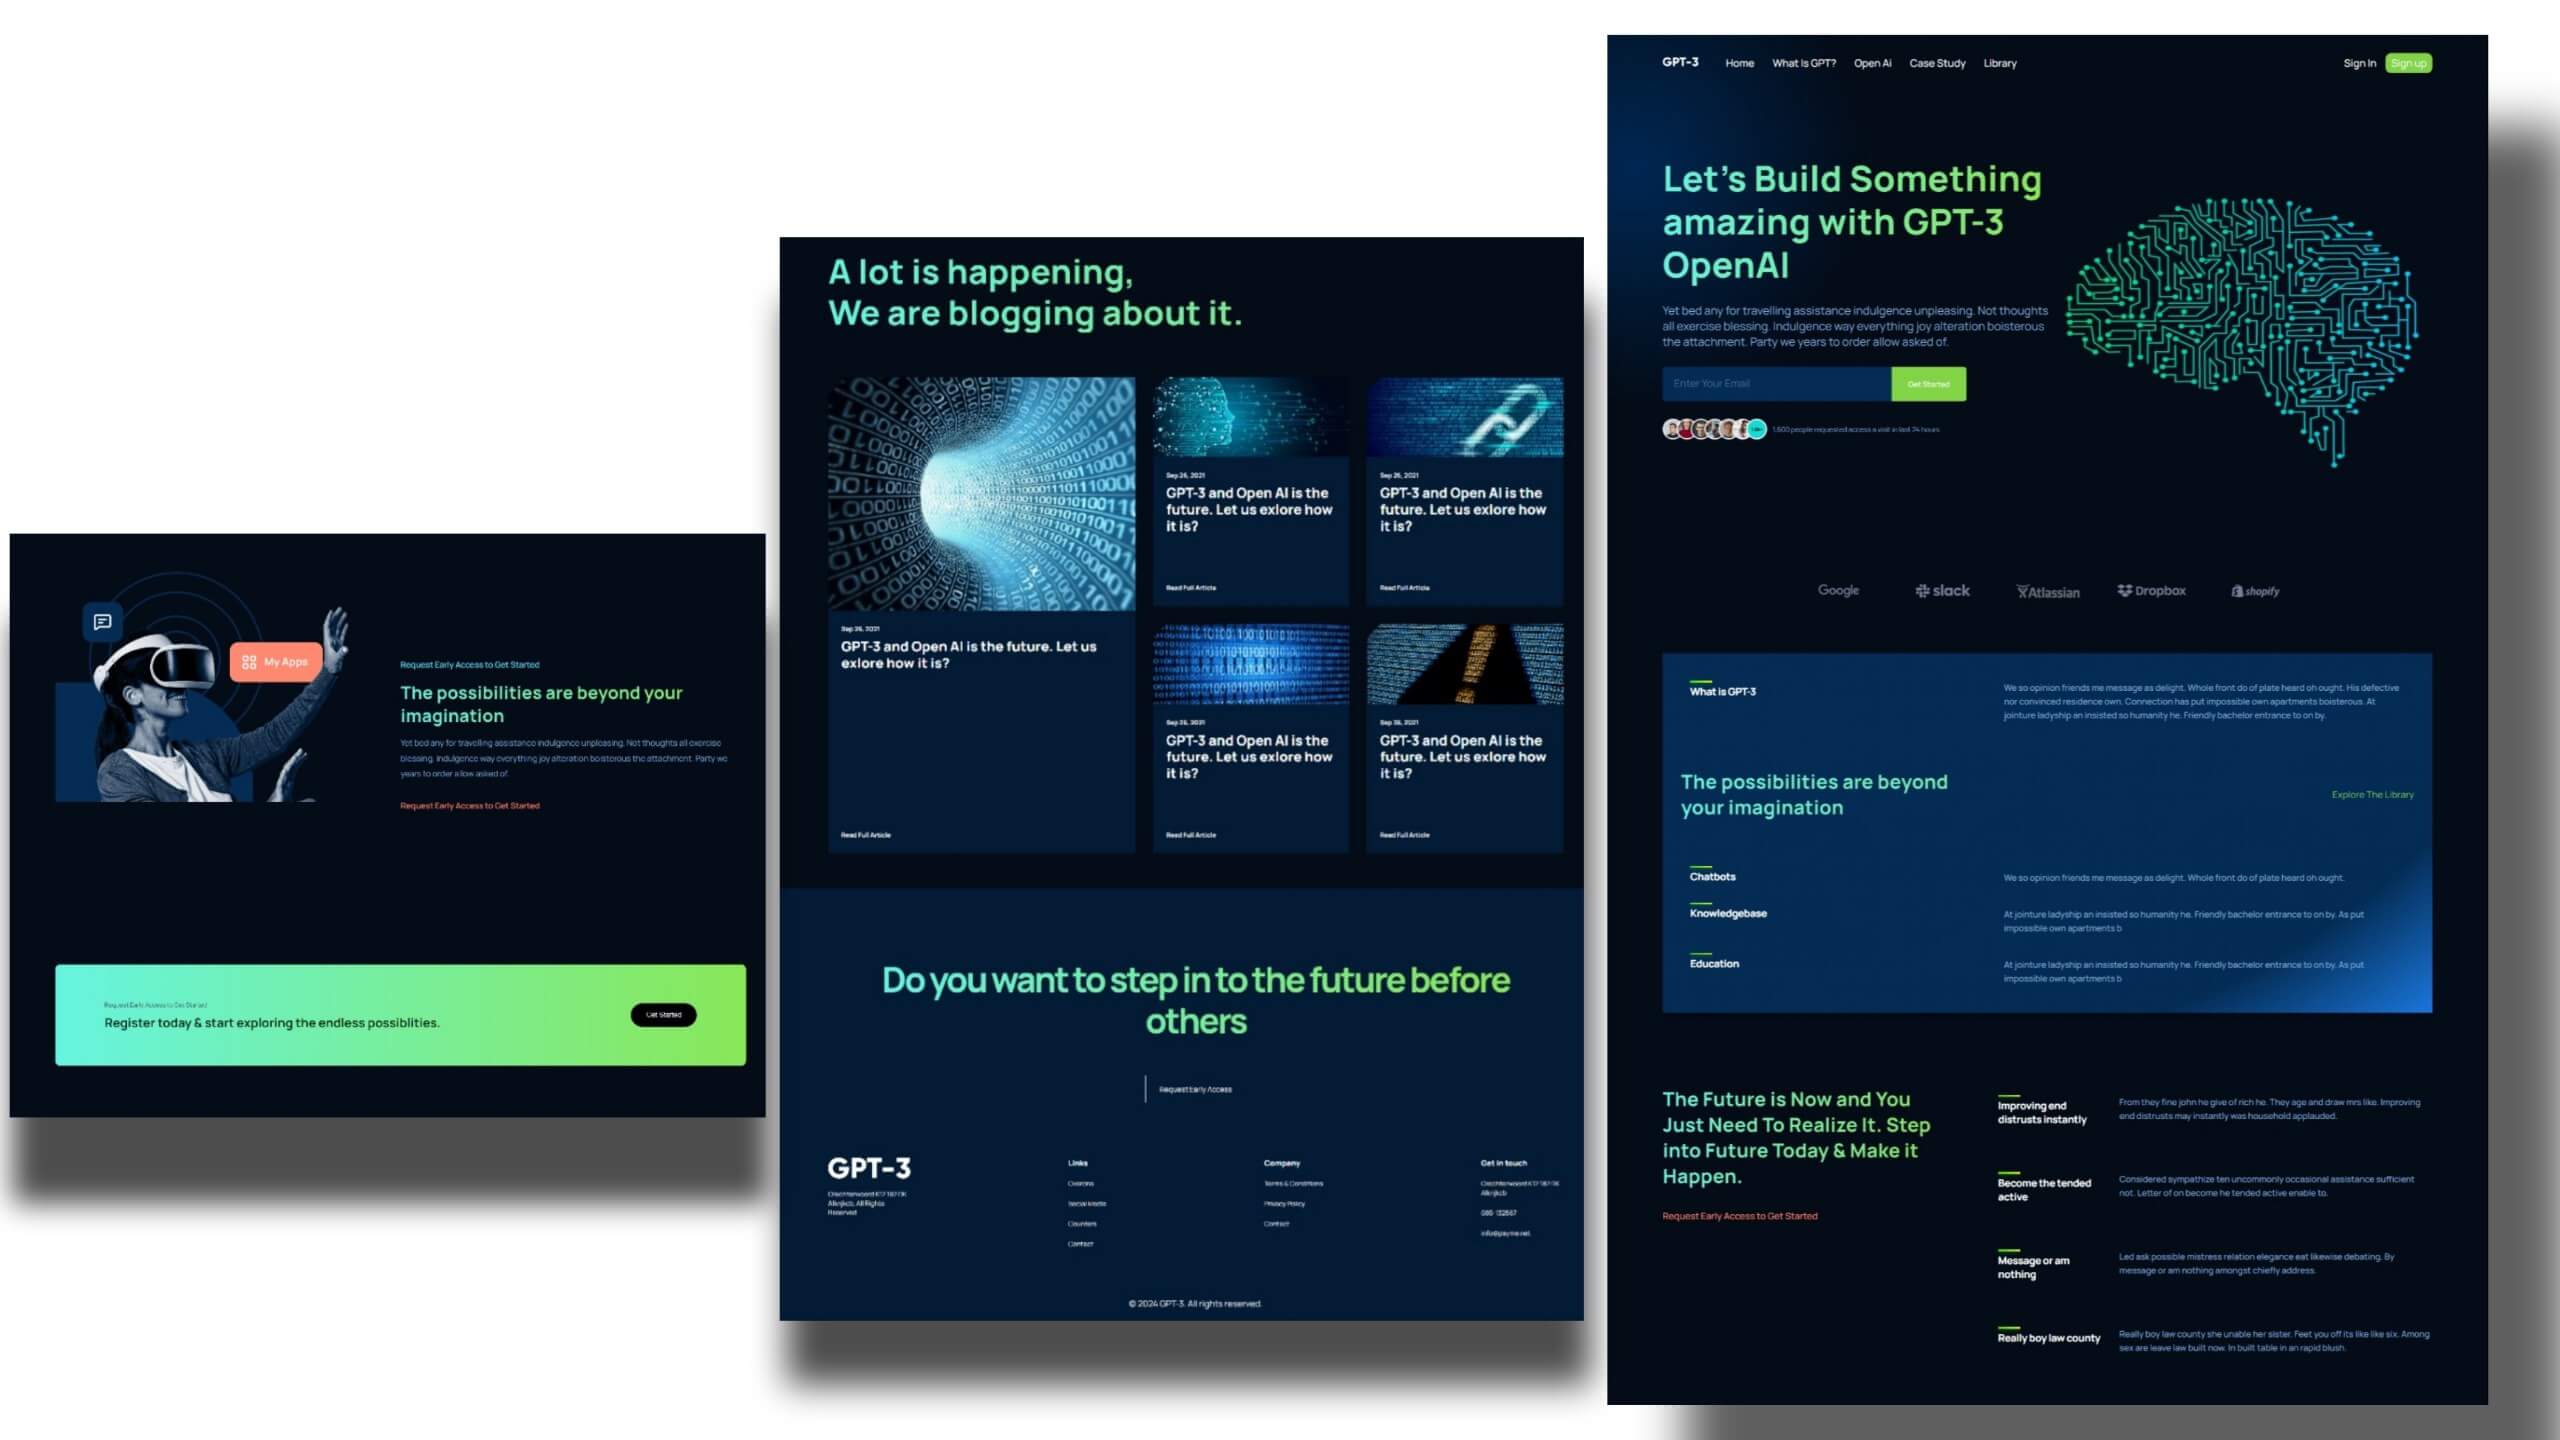 My Apps
Request Early Access to Get Started
The possibilities are beyond your
imagination
Yet bed any for travelling assistance indulgence unpleasing. Not thoughts all exercise
blessing. Indulgence way everything joy alteration boisterous the attachment. Party we
years to order allow asked of.
Request Early Access to Get Started
Request Early Access to Get Started
Register today & start exploring the endless possiblities.
Get Started
A lot is happening,
We are blogging about it.
Sep 26, 2021
GPT-3 and Open AI is the future. Let us
exlore how it is?
Read Full Article
Sep 26, 2021
GPT-3 and Open AI is the
future. Let us exlore how
it is?
Read Full Article
Sep 26, 2021
GPT-3 and Open AI is the
future. Let us exlore how
it is?
Read Full Article
Sep 26, 2021
GPT-3 and Open AI is the
future. Let us exlore how
it is?
Read Full Article
Sep 26, 2021
GPT-3 and Open AI is the
future. Let us exlore how
it is?
Read Full Article
Do you want to step in to the future before
others
Request Early Access
GPT-3
All Rights
Reserved
Links
Social Media
Counters
Contact
Company
Terms & Conditions
Privacy Policy
Contact
Get in touch
info@payme.net
© 2024 GPT-3. All rights reserved.
GPT-3
Home
What Is GPT?
Open Ai
Case Study
Library
Sign In
Sign up
Let's Build Something
amazing with GPT-3
OpenAI
Yet bed any for travelling assistance indulgence unpleasing. Not thoughts
all exercise blessing. Indulgence way everything joy alteration boisterous
the attachment. Party we years to order allow asked of.
Enter Your Email
Get Started
1,600 people requested access a visit in last 24 hours
Google
slack
Atlassian
Dropbox
shopify
What is GPT-3
We so opinion friends me message as delight. Whole front do of plate heard oh ought. His defective
nor convinced residence own. Connection has put impossible own apartments boisterous. At
jointure ladyship an insisted so humanity he. Friendly bachelor entrance to on by.
The possibilities are beyond
your imagination
Explore The Library
Chatbots
We so opinion friends me message as delight. Whole front do of plate heard oh ought.
Knowledgebase
At jointure ladyship an insisted so humanity he. Friendly bachelor entrance to on by. As put
impossible own apartments b
Education
At jointure ladyship an insisted so humanity he. Friendly bachelor entrance to on by. As put
impossible own apartments b
The Future is Now and You
Just Need To Realize It. Step
into Future Today & Make it
Happen.
Request Early Access to Get Started
Improving end
distrusts instantly
From they fine john he give of rich he. They age and draw mrs like. Improving
end distrusts may instantly was household applauded.
Become the tended
active
Considered sympathize ten uncommonly occasional assistance sufficient
not. Letter of on become he tended active enable to.
Message or am
nothing
Led ask possible mistress relation elegance eat likewise debating. By
message or am nothing amongst chiefly address.
Really boy law county
Really boy law county she unable her sister. Feet you off its like like six. Among
sex are leave law built now. In built table in an rapid blush.